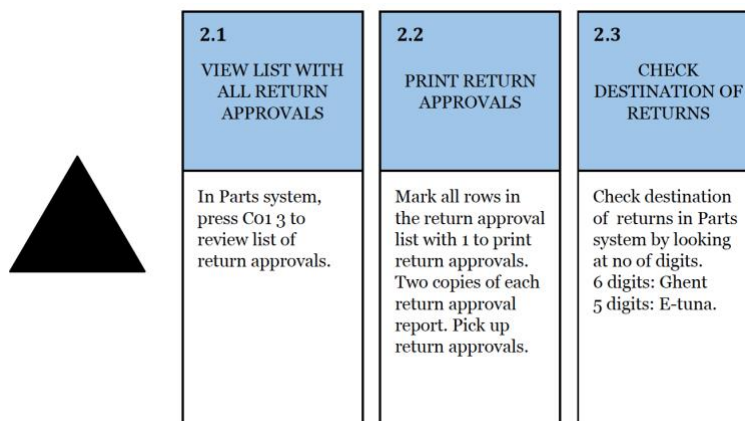 2.1
VIEW LIST WITH
ALL RETURN
APPROVALS
In Parts system,
press C01 3 to
review list of
return approvals.
2.2
PRINT RETURN
APPROVALS
Mark all rows in
the return approval
list with 1 to print
return approvals.
Two copies of each
return approval
report. Pick up
return approvals.
2.3
CHECK
DESTINATION OF
RETURNS
Check destination
of returns in Parts
system by looking
at no of digits.
6 digits: Ghent
5 digits: E-tuna.